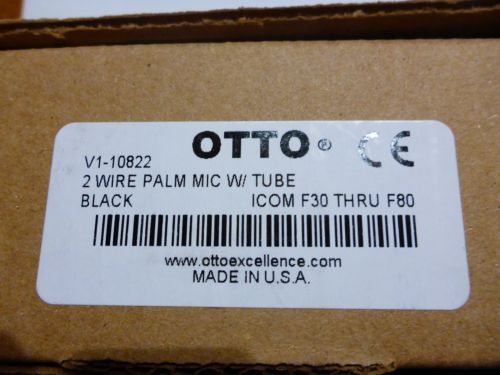 OTTO® CE
V1-10822
2 WIRE PALM MIC W/ TUBE
BLACK ICOM F30 THRU F80
www.ottoexcellence.com
MADE IN U.S.A.